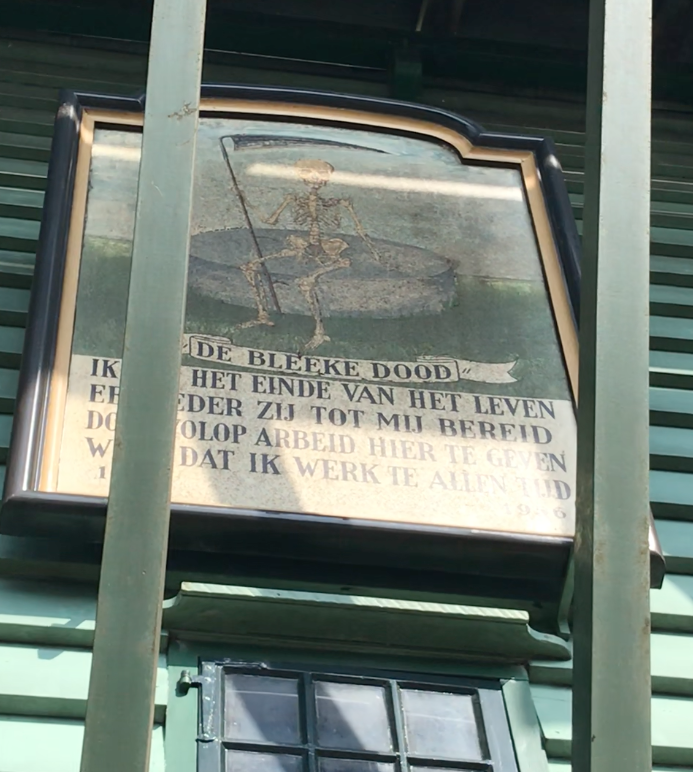 DE BLEEKE DOOD
IK HET EINDE VAN HET LEVEN
ZIJ TOT MIJ BEREID
VOLOP ARBEID HIER TE GEVEN
DAT IK WERK TE ALLEN TIJD